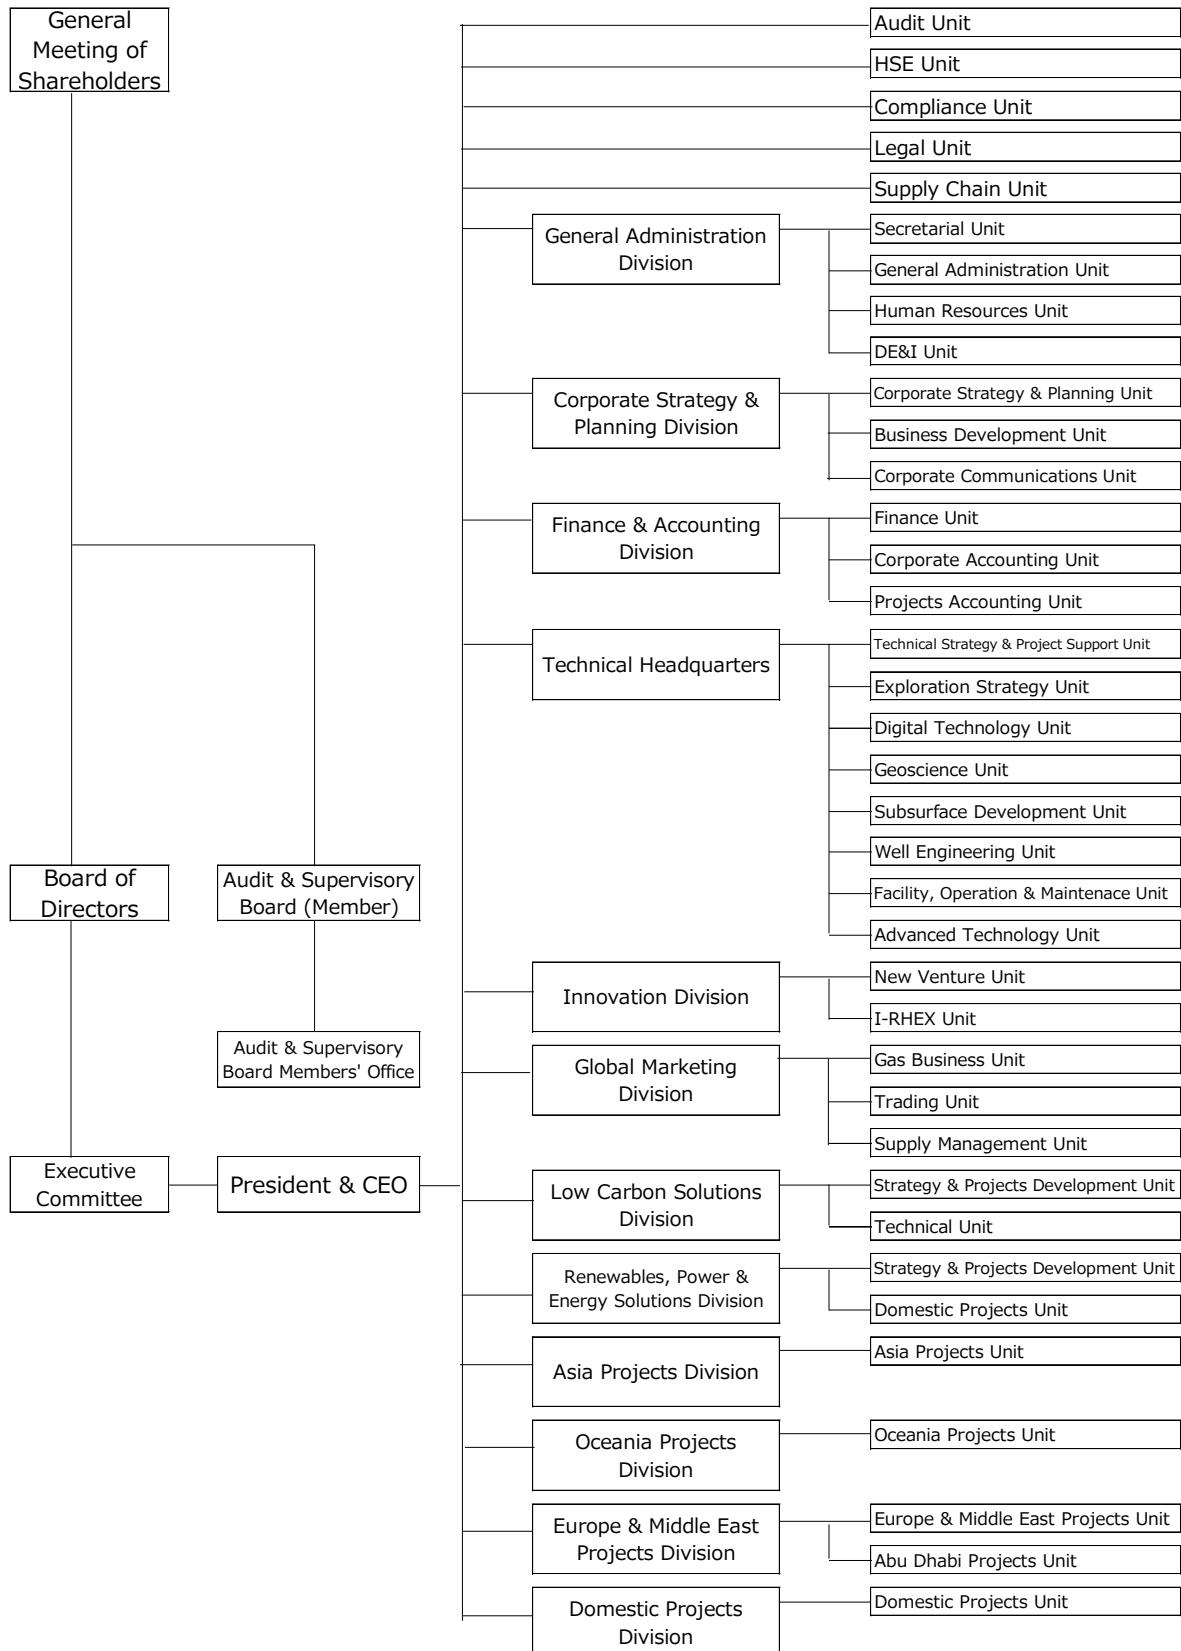 General
Meeting of
Shareholders
Board of
Directors
Audit & Supervisory
Board (Member)
Audit & Supervisory
Board Members' Office
Executive
Committee
President & CEO
Audit Unit
HSE Unit
Compliance Unit
Legal Unit
Supply Chain Unit
General Administration
Division
Secretarial Unit
General Administration Unit
Human Resources Unit
DE&I Unit
Corporate Strategy &
Planning Division
Corporate Strategy & Planning Unit
Business Development Unit
Corporate Communications Unit
Finance & Accounting
Division
Finance Unit
Corporate Accounting Unit
Projects Accounting Unit
Technical Headquarters
Technical Strategy & Project Support Unit
Exploration Strategy Unit
Digital Technology Unit
Geoscience Unit
Subsurface Development Unit
Well Engineering Unit
Facility, Operation & Maintenace Unit
Advanced Technology Unit
Innovation Division
New Venture Unit
I-RHEX Unit
Global Marketing
Division
Gas Business Unit
Trading Unit
Supply Management Unit
Low Carbon Solutions
Division
Strategy & Projects Development Unit
Technical Unit
Renewables, Power &
Energy Solutions Division
Strategy & Projects Development Unit
Domestic Projects Unit
Asia Projects Division
Asia Projects Unit
Oceania Projects
Division
Oceania Projects Unit
Europe & Middle East
Projects Division
Europe & Middle East Projects Unit
Abu Dhabi Projects Unit
Domestic Projects
Division
Domestic Projects Unit